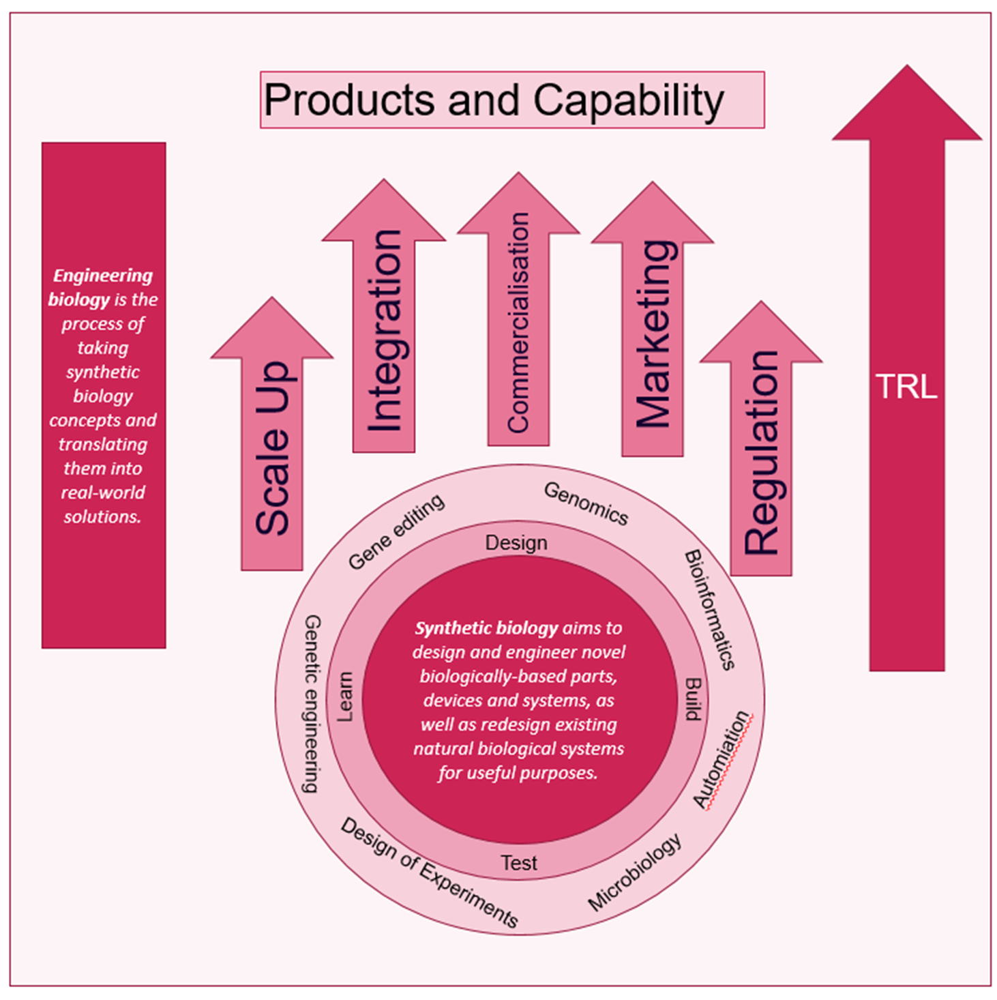 Products and Capability
Engineering
biology is the
process of
taking
synthetic
biology
concepts and
translating
them into
real-world
solutions.
Scale Up
Integration
Commercialisation
Marketing
Regulation
TRL
Gene editing
Genomics
Bioinformatics
Automiation
Microbiology
Design of Experiments
Genetic engineering
Design
Build
Test
Learn
Synthetic biology aims to
design and engineer novel
biologically-based parts,
devices and systems, as
well as redesign existing
natural biological systems
for useful purposes.